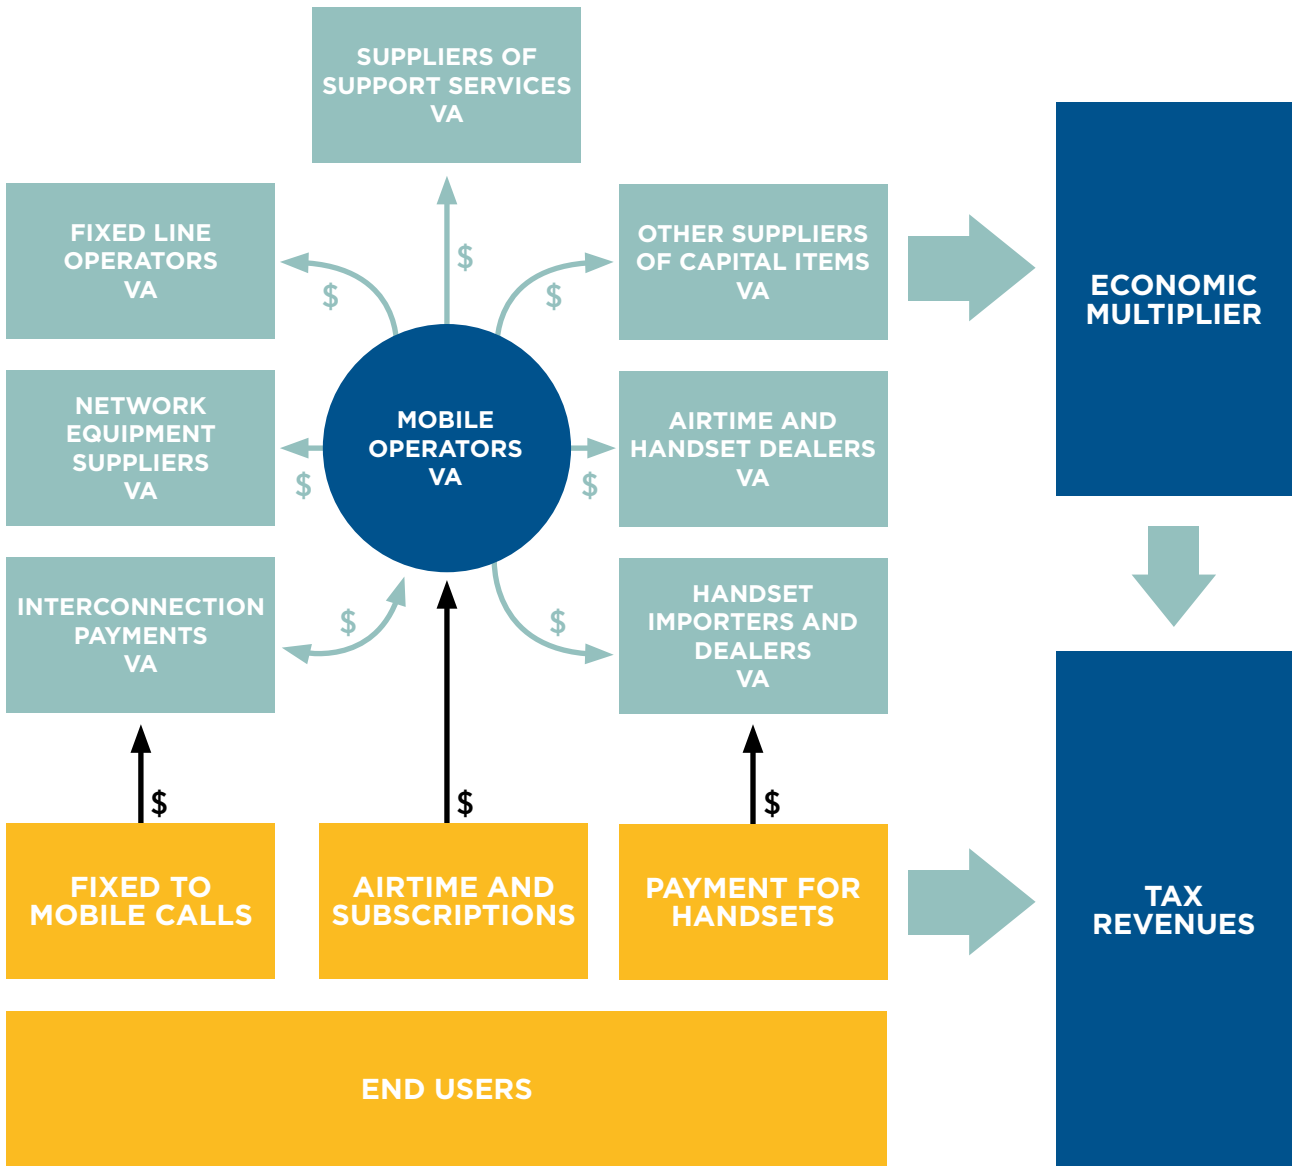 SUPPLIERS OF
SUPPORT SERVICES
VA
FIXED LINE
OPERATORS
VA
$
$
$
OTHER SUPPLIERS
OF CAPITAL ITEMS
VA
ECONOMIC
MULTIPLIER
NETWORK
EQUIPMENT
SUPPLIERS
VA
$
MOBILE
OPERATORS
VA
$
AIRTIME AND
HANDSET DEALERS
VA
INTERCONNECTION
PAYMENTS
VA
$
$
HANDSET
IMPORTERS AND
DEALERS
VA
$
$
$
FIXED TO
MOBILE CALLS
AIRTIME AND
SUBSCRIPTIONS
PAYMENT FOR
HANDSETS
TAX
REVENUES
END USERS